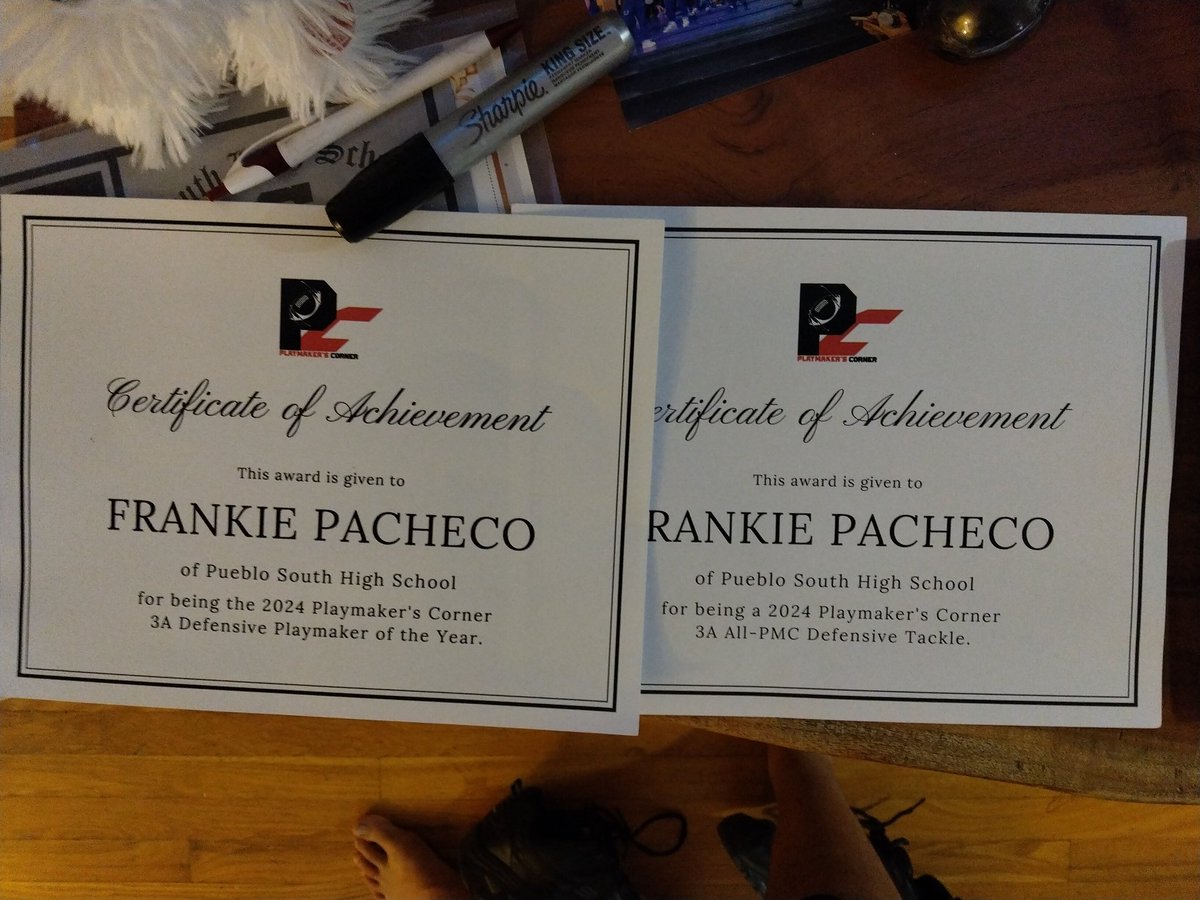 Sharpie. KING SIZE
uth
Sch
PLAYMAKER'S CORNER
Certificate of Achievement
This award is given to
FRANKIE PACHECO
of Pueblo South High School
for being the 2024 Playmaker's Corner
3A Defensive Playmaker of the Year.
PLAYMAKER'S CORNER
ertificate of Achievement
This award is given to
RANKIE PACHECO
of Pueblo South High School
for being a 2024 Playmaker's Corner
3A All-PMC Defensive Tackle.